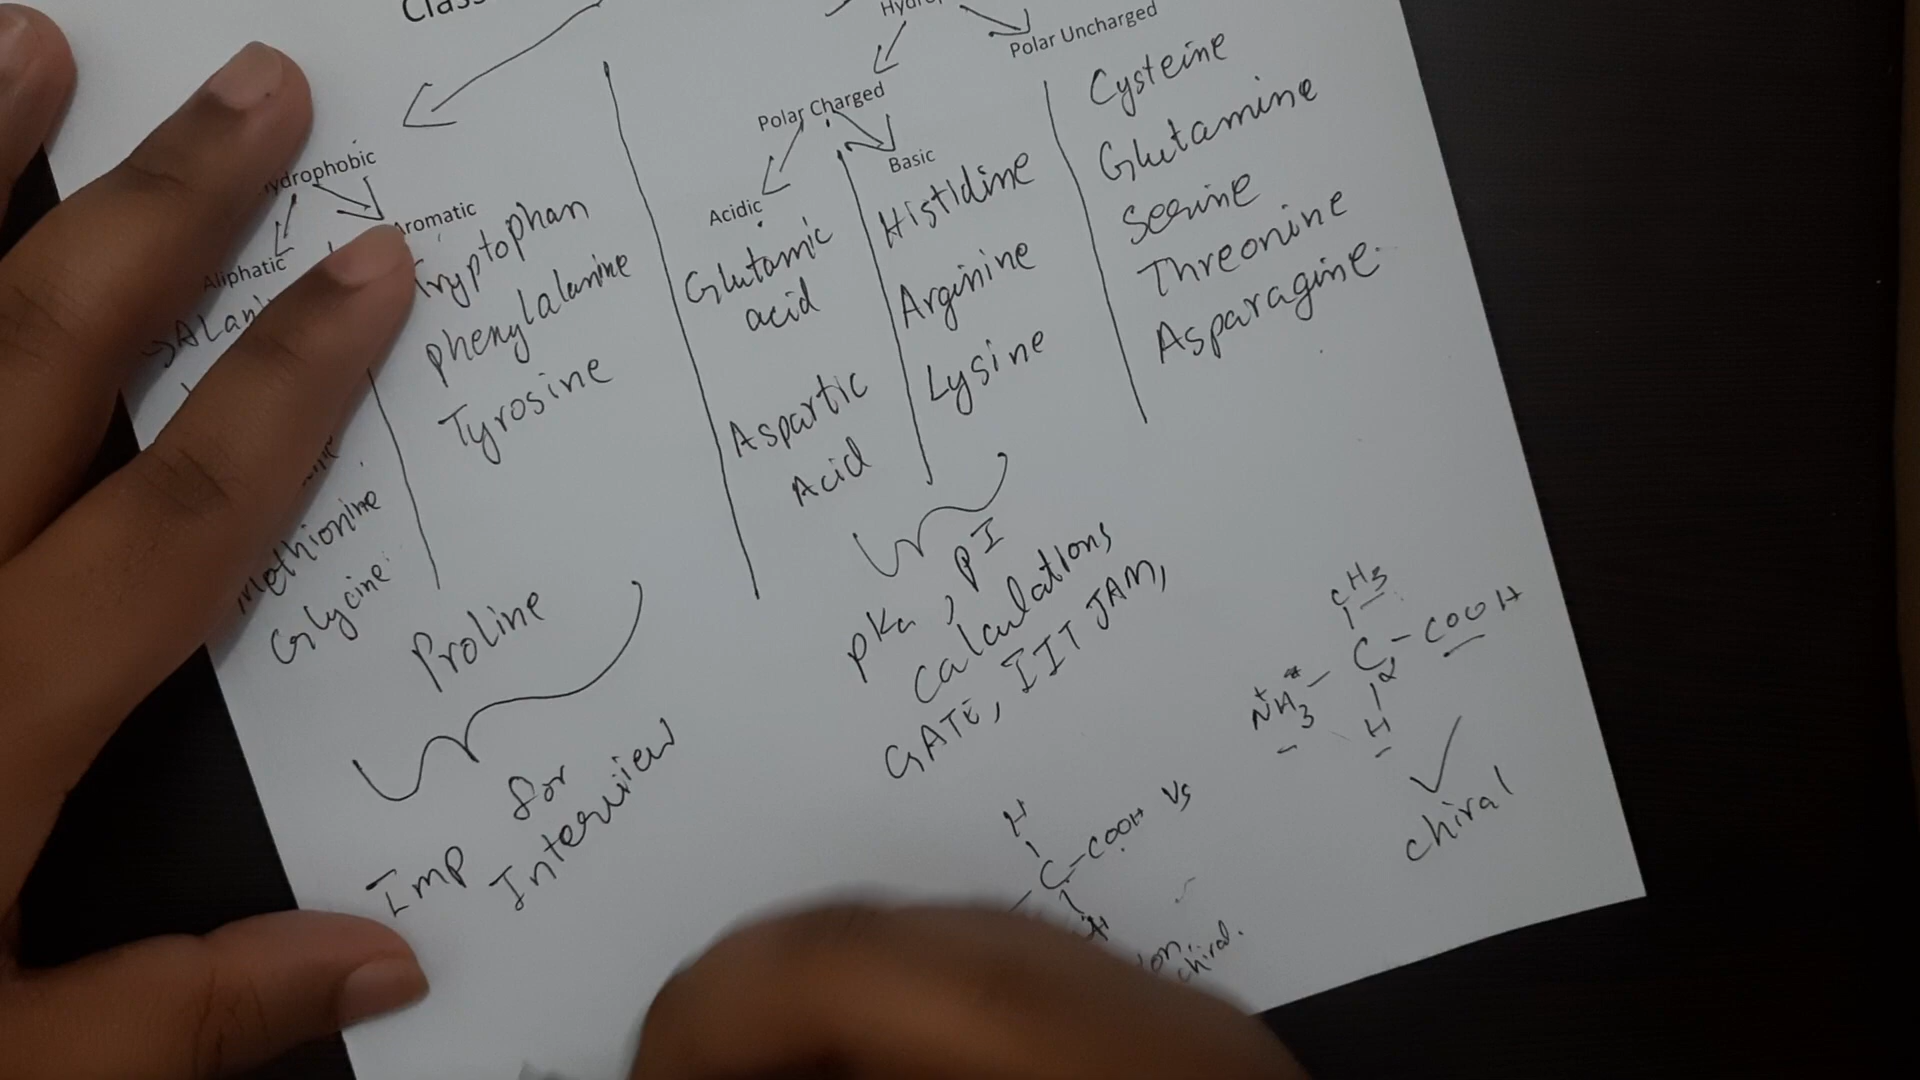 Polar Uncharged
Polar Charged
Aromatic
Acidic
Basic
Aliphatic
Tryptophan
phenylalanine
Tyrosine
Methionine
Glycine
Proline
Imp for
Interview
Glutamic
acid
Aspartic
Acid
Histidine
Arginine
Lysine
pKa, pI
calculations
GATE, IIT JAM,
Cysteine
Glutamine
Serine
Threonine
Asparagine
H
C-COOH Vs
chiral.
CH3
C-COOH
α
H
chiral